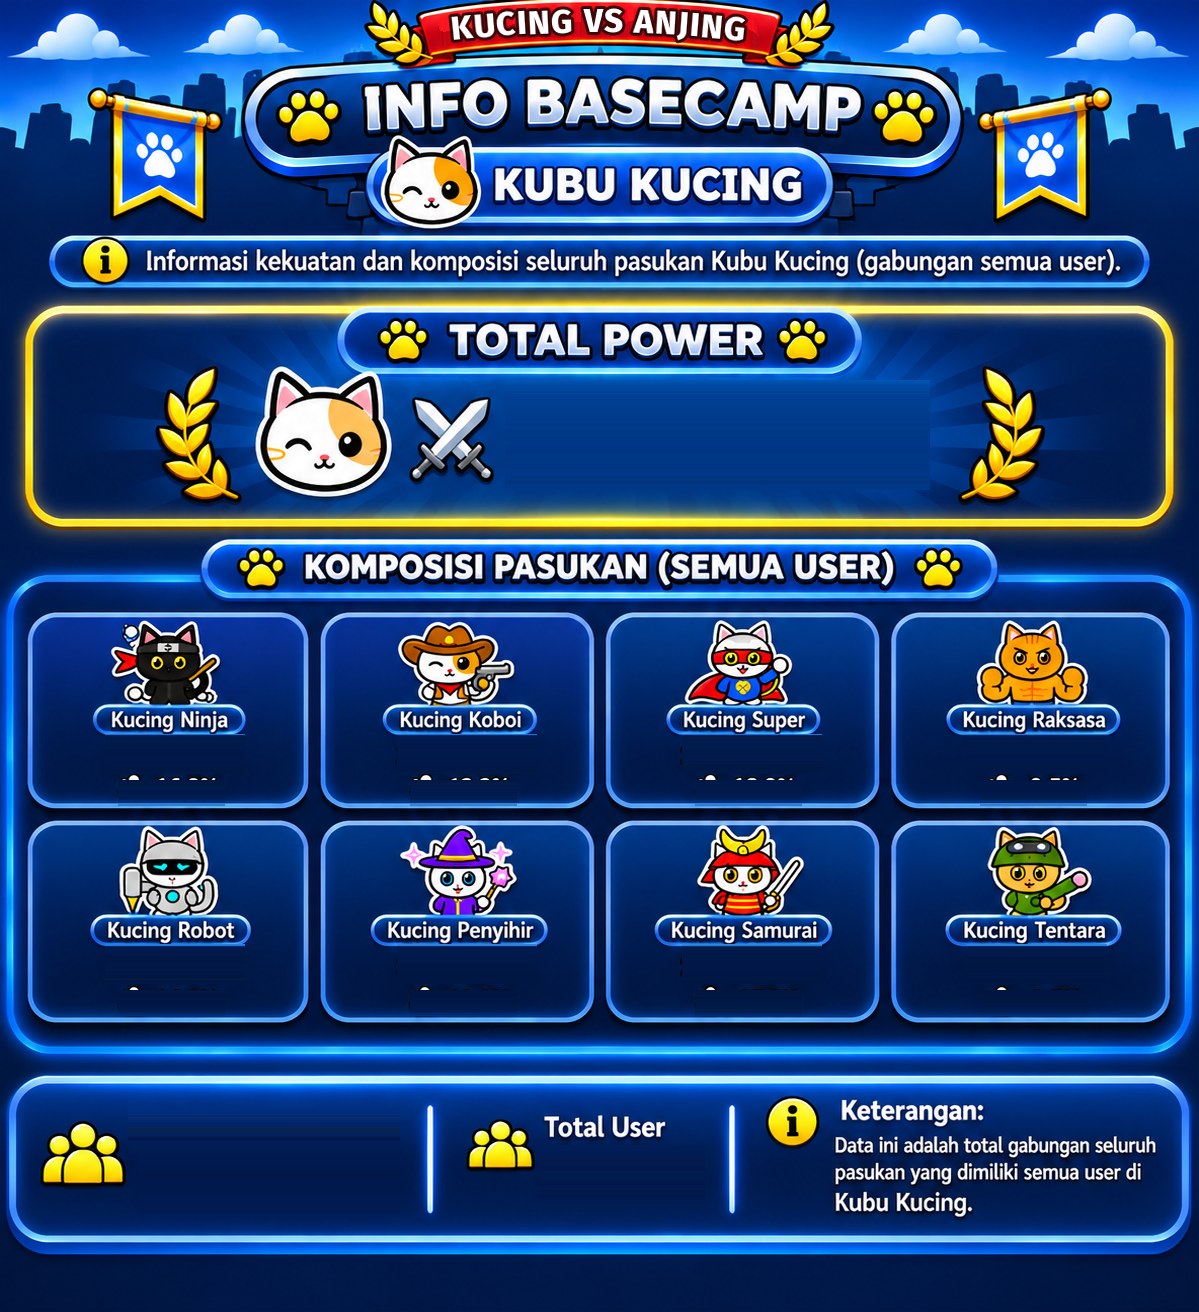 KUCING VS ANJING
INFO BASECAMP
KUBU KUCING
i Informasi kekuatan dan komposisi seluruh pasukan Kubu Kucing (gabungan semua user).
TOTAL POWER
KOMPOSISI PASUKAN (SEMUA USER)
Kucing Ninja
Kucing Koboi
Kucing Super
Kucing Raksasa
Kucing Robot
Kucing Penyihir
Kucing Samurai
Kucing Tentara
Total User
i Keterangan:
Data ini adalah total gabungan seluruh
pasukan yang dimiliki semua user di
Kubu Kucing.